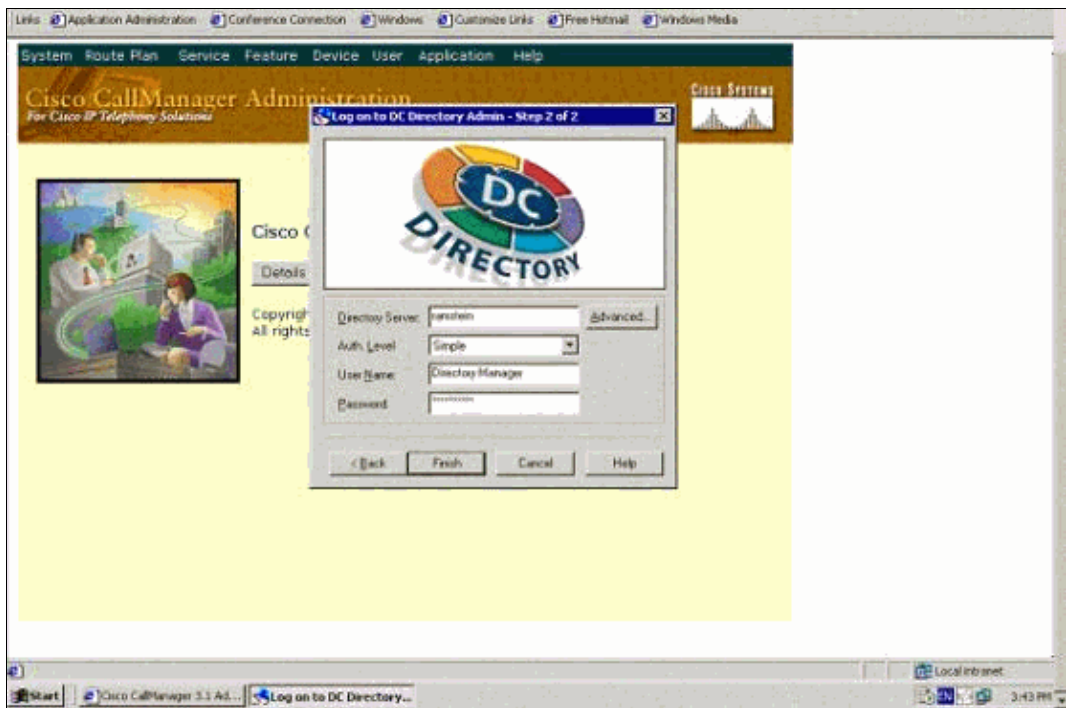 Links Application Administration Conference Connection Windows Customize Links Free Hotmail Windows Media
System Route Plan Service Feature Device User Application Help
Cisco CallManager Administration
For Cisco IP Telephony Solutions
CISCO SYSTEMS
Log on to DC Directory Admin - Step 2 of 2
DC
DIRECTORY
Cisco
Details
Copyrigh
All rights
Directory Server:
Advanced...
Auth. Level
Simple
User Name:
Directory Manager
Password
< Back Finish Cancel Help
Local intranet
Start Cisco CallManager 3.1 Ad... Log on to DC Directory...
EN 3:43 PM